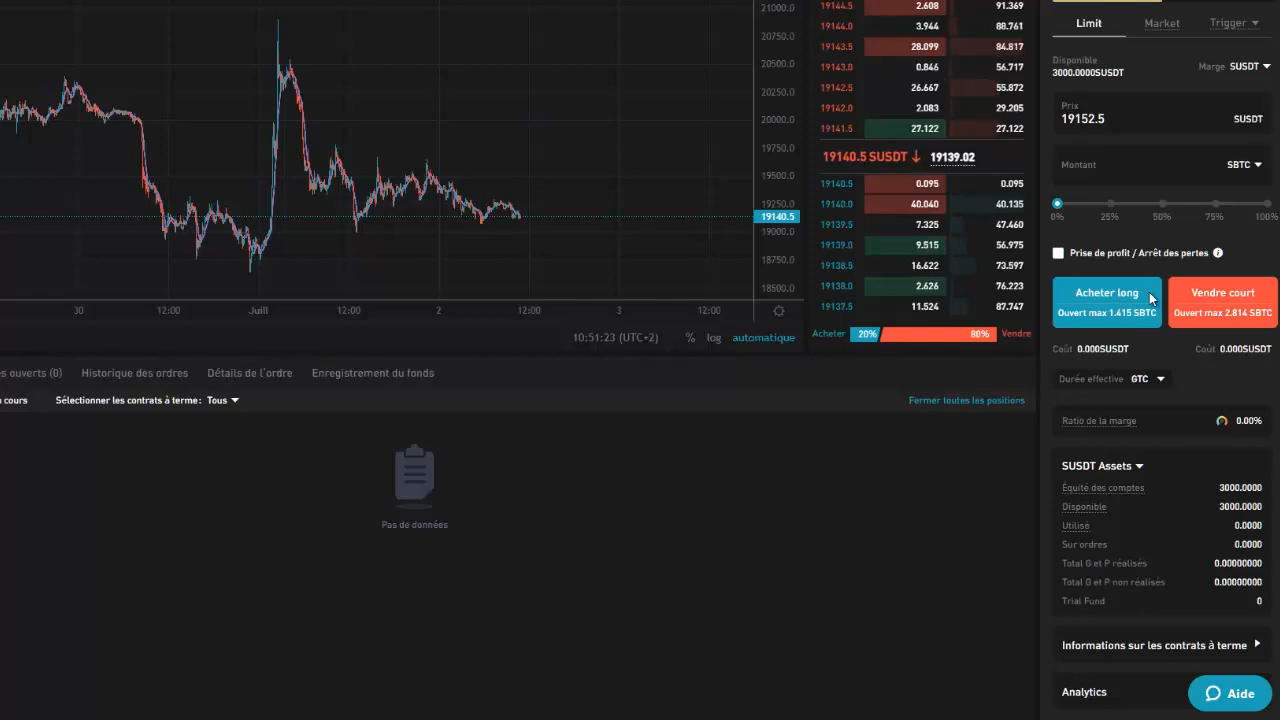 21000.0
20750.0
20500.0
20250.0
20000.0
19750.0
19500.0
19250.0
19140.5
19000.0
18750.0
18500.0
30 12:00 Juill 12:00 2 12:00 3 12:00
10:51:23 (UTC+2) % log automatique
19144.5 2.608 91.369
19144.0 3.944 88.761
19143.5 28.099 84.817
19143.0 0.846 56.717
19142.5 26.667 55.872
19142.0 2.083 29.205
19141.5 27.122 27.122
19140.5 SUSDT ↓ 19139.02
19140.5 0.095 0.095
19140.0 40.040 40.135
19139.5 7.325 47.460
19139.0 9.515 56.975
19138.5 16.622 73.597
19138.0 2.626 76.223
19137.5 11.524 87.747
Acheter 20% 80% Vendre
Limit Market Trigger
Disponible
3000.0000SUSDT Marge SUSDT
Prix
19152.5 SUSDT
Montant SBTC
0% 25% 50% 75% 100%
Prise de profit / Arrêt des pertes
Acheter long Vendre court
Ouvert max 1.415 SBTC Ouvert max 2.814 SBTC
Coût 0.000SUSDT Coût 0.000SUSDT
Durée effective GTC
Ratio de la marge 0.00%
SUSDT Assets
Équité des comptes 3000.0000
Disponible 3000.0000
Utilisé 0.0000
Sur ordres 0.0000
Total G et P réalisés 0.00000000
Total G et P non réalisés 0.00000000
Trial Fund 0
Informations sur les contrats à terme
Analytics
Aide
es ouverts (0) Historique des ordres Détails de l'ordre Enregistrement du fonds
cours Sélectionner les contrats à terme: Tous Fermer toutes les positions
Pas de données